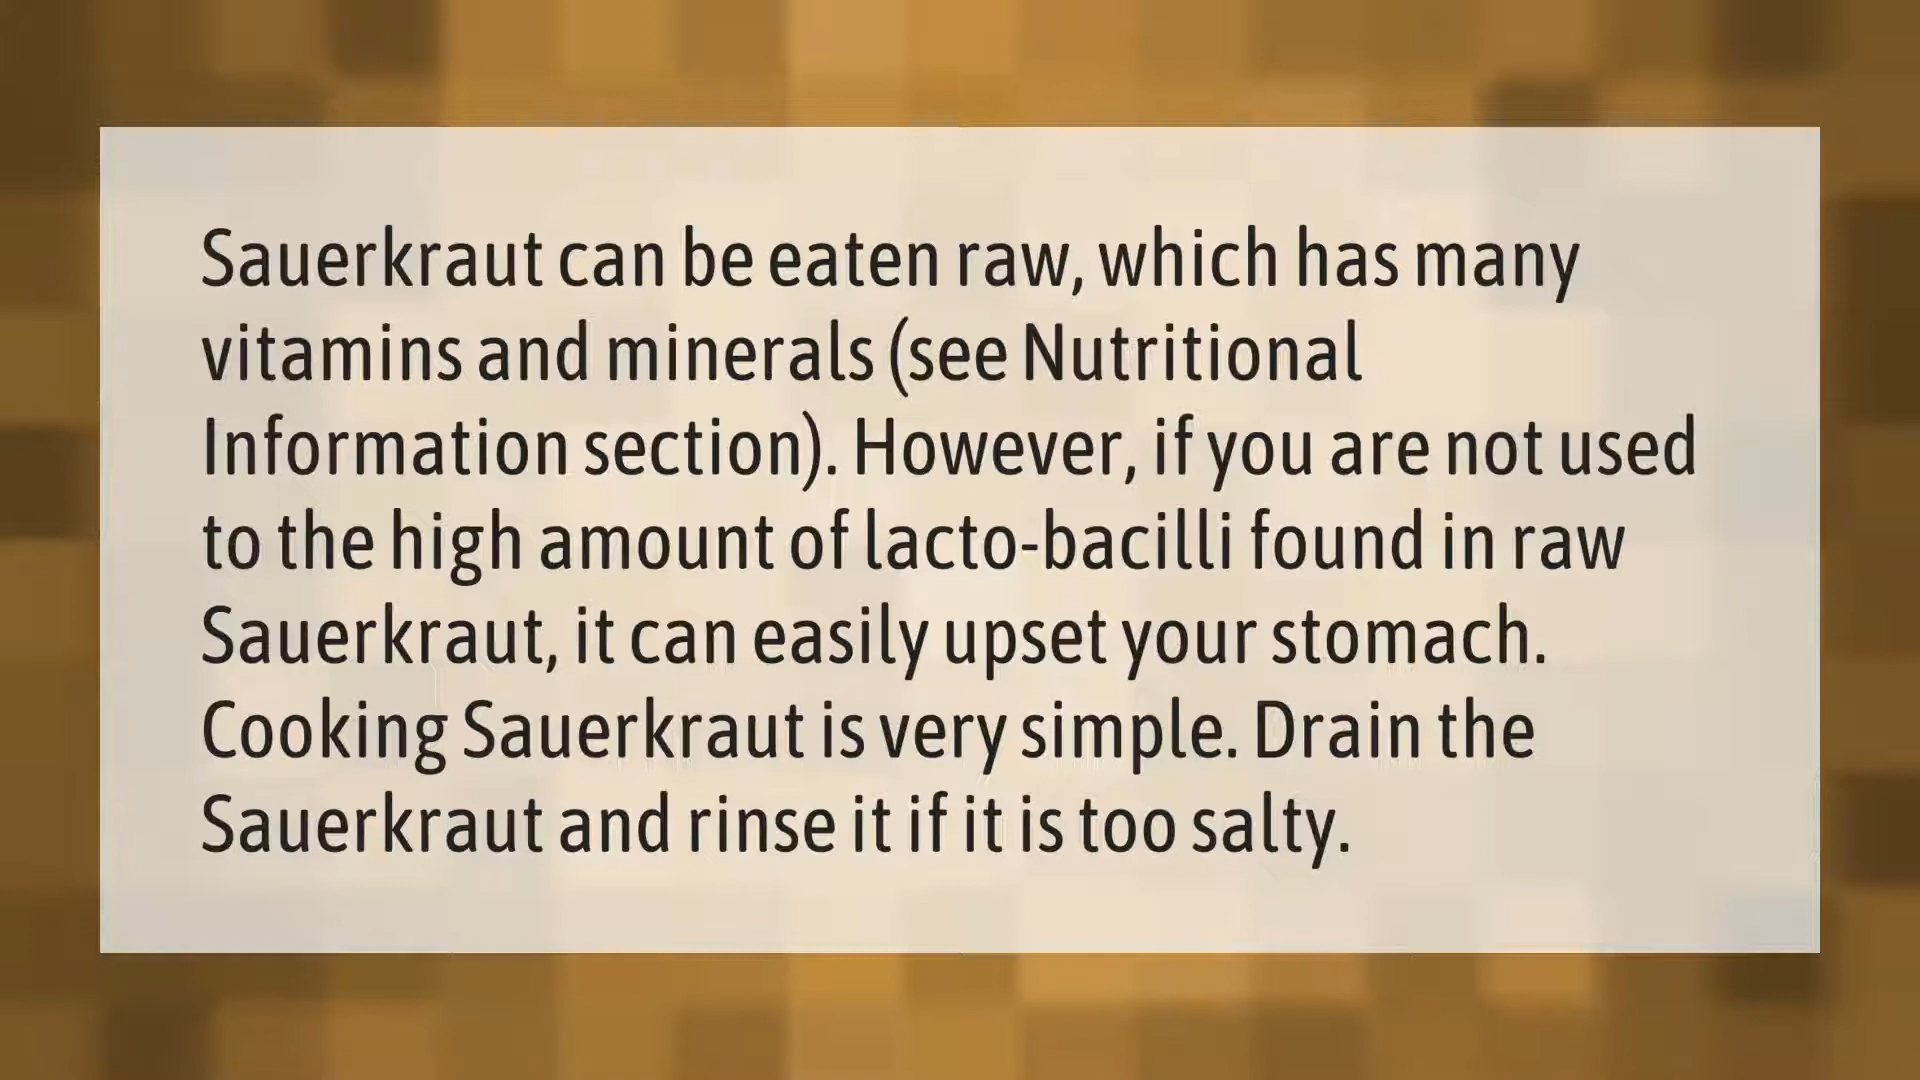 Sauerkraut can be eaten raw, which has many
vitamins and minerals (see Nutritional
Information section). However, if you are not used
to the high amount of lacto-bacilli found in raw
Sauerkraut, it can easily upset your stomach.
Cooking Sauerkraut is very simple. Drain the
Sauerkraut and rinse it if it is too salty.